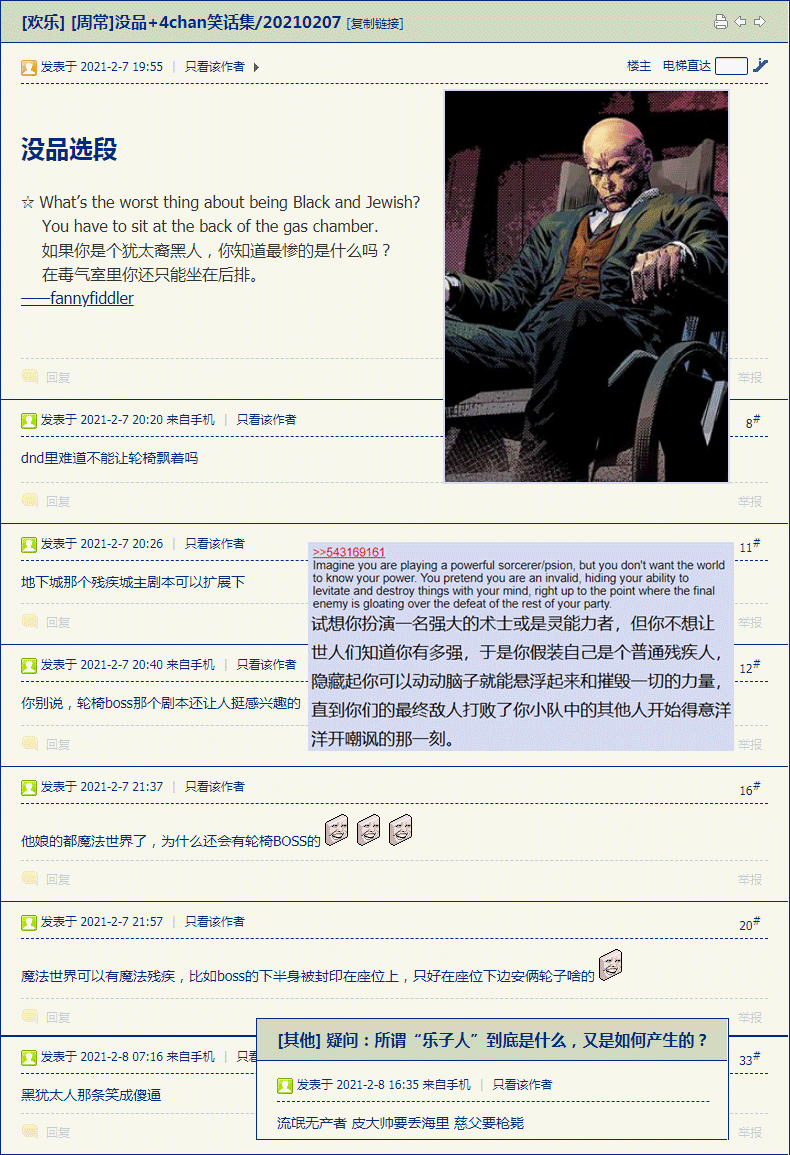 [欢乐] [周常]没品+4chan笑话集/20210207 [复制链接]
发表于 2021-2-7 19:55 | 只看该作者
楼主 电梯直达
没品选段
☆ What's the worst thing about being Black and Jewish?
You have to sit at the back of the gas chamber.
如果你是个犹太裔黑人，你知道最惨的是什么吗？
在毒气室里你还只能坐在后排。
——fannyfiddler
回复 举报
发表于 2021-2-7 20:20 来自手机 | 只看该作者 8#
dnd里难道不能让轮椅飘着吗
回复 举报
发表于 2021-2-7 20:26 | 只看该作者 11#
地下城那个残疾城主剧本可以扩展下
回复 举报
>>543169161
Imagine you are playing a powerful sorcerer/psion, but you don't want the world
to know your power. You pretend you are an invalid, hiding your ability to
levitate and destroy things with your mind, right up to the point where the final
enemy is gloating over the defeat of the rest of your party.
试想你扮演一名强大的术士或是灵能力者，但你不想让
世人们知道你有多强，于是你假装自己是个普通残疾人，
隐藏起你可以动动脑子就能悬浮起来和摧毁一切的力量，
直到你们的最终敌人打败了你小队中的其他人开始得意洋
洋开嘲讽的那一刻。
发表于 2021-2-7 20:40 来自手机 | 只看该作者 12#
你别说，轮椅boss那个剧本还让人挺感兴趣的
回复 举报
发表于 2021-2-7 21:37 | 只看该作者 16#
他娘的都魔法世界了，为什么还会有轮椅BOSS的
回复 举报
发表于 2021-2-7 21:57 | 只看该作者 20#
魔法世界可以有魔法残疾，比如boss的下半身被封印在座位上，只好在座位下边安俩轮子啥的
回复 举报
发表于 2021-2-8 07:16 来自手机 | 只看 33#
黑犹太人那条笑成傻逼
回复 举报
[其他] 疑问：所谓“乐子人”到底是什么，又是如何产生的？
发表于 2021-2-8 16:35 来自手机 | 只看该作者
流氓无产者 皮大帅要丢海里 慈父要枪毙